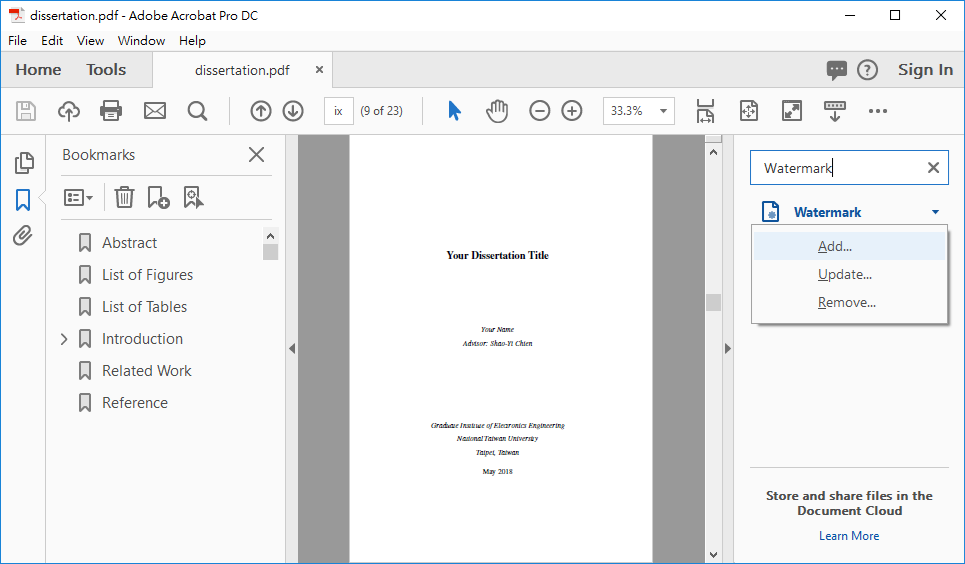 dissertation.pdf - Adobe Acrobat Pro DC
File Edit View Window Help
Home Tools dissertation.pdf × Sign In
ix (9 of 23) 33.3%
Bookmarks
Abstract
List of Figures
List of Tables
Introduction
Related Work
Reference
Your Dissertation Title
Your Name
Advisor: Shao-Yi Chien
Graduate Institute of Electronics Engineering
National Taiwan University
Taipei, Taiwan
May 2018
Watermark
Watermark
Add...
Update...
Remove...
Store and share files in the
Document Cloud
Learn More